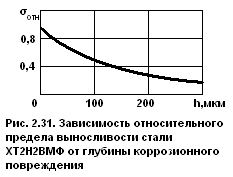 σотн
0,8
0,4
0 100 200 h,мкм
Рис. 2.31. Зависимость относительного
предела выносливости стали
ХТ2Н2ВМФ от глубины коррозионного
повреждения